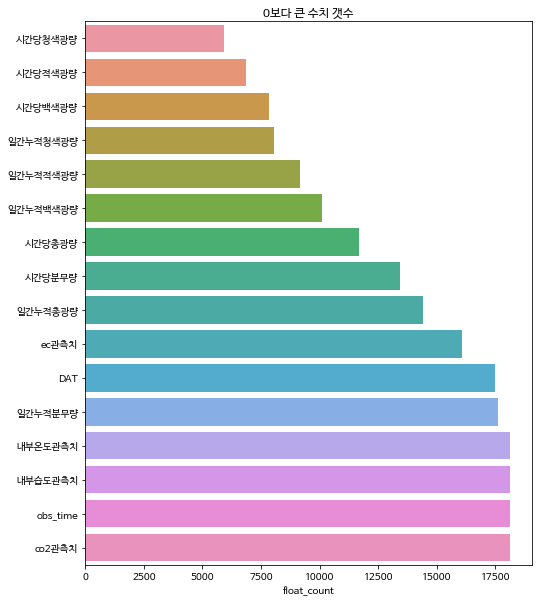 0보다 큰 수치 갯수
시간당청색광량
시간당적색광량
시간당백색광량
일간누적청색광량
일간누적적색광량
일간누적백색광량
시간당총광량
시간당분무량
일간누적총광량
ec관측치
DAT
일간누적분무량
내부온도관측치
내부습도관측치
obs_time
co2관측치
0 2500 5000 7500 10000 12500 15000 17500
float_count